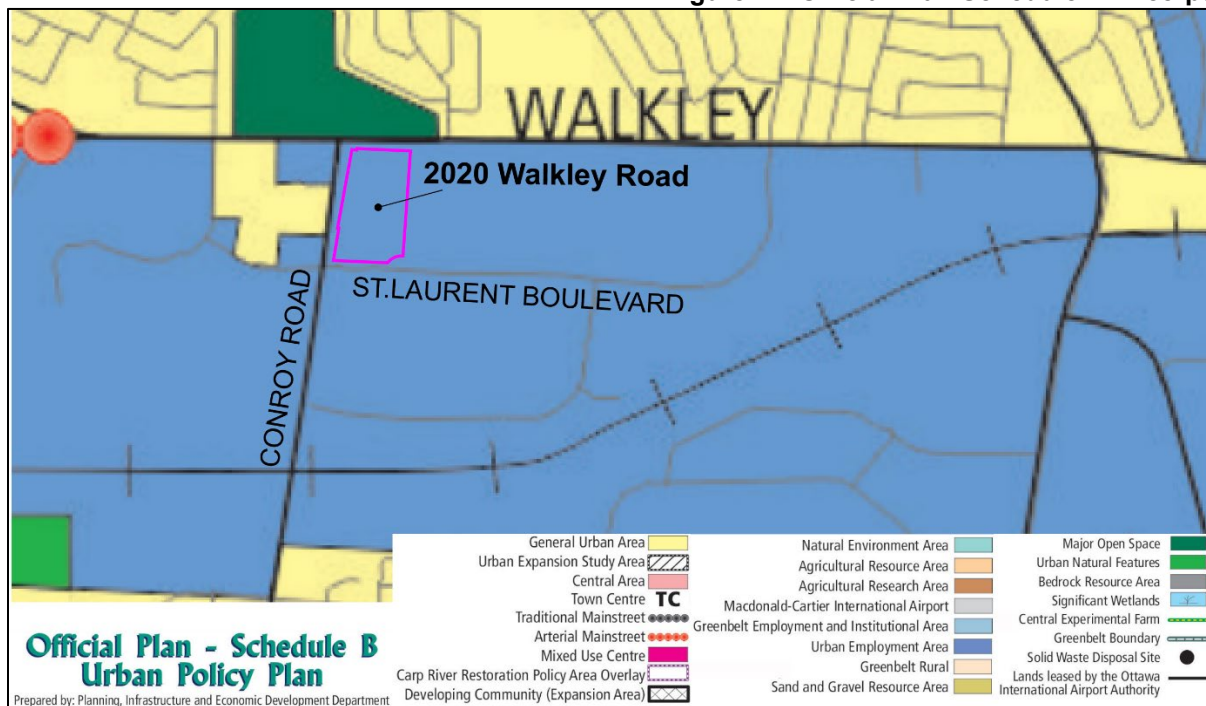 WALKLEY
2020 Walkley Road
ST.LAURENT BOULEVARD
CONROY ROAD
General Urban Area
Urban Expansion Study Area
Central Area
Town Centre TC
Traditional Mainstreet
Arterial Mainstreet
Mixed Use Centre
Carp River Restoration Policy Area Overlay
Developing Community (Expansion Area)
Natural Environment Area
Agricultural Resource Area
Agricultural Research Area
Macdonald-Cartier International Airport
Greenbelt Employment and Institutional Area
Urban Employment Area
Greenbelt Rural
Sand and Gravel Resource Area
Major Open Space
Urban Natural Features
Bedrock Resource Area
Significant Wetlands
Central Experimental Farm
Greenbelt Boundary
Solid Waste Disposal Site
Lands leased by the Ottawa
International Airport Authority
Official Plan - Schedule B
Urban Policy Plan
Prepared by: Planning, Infrastructure and Economic Development Department